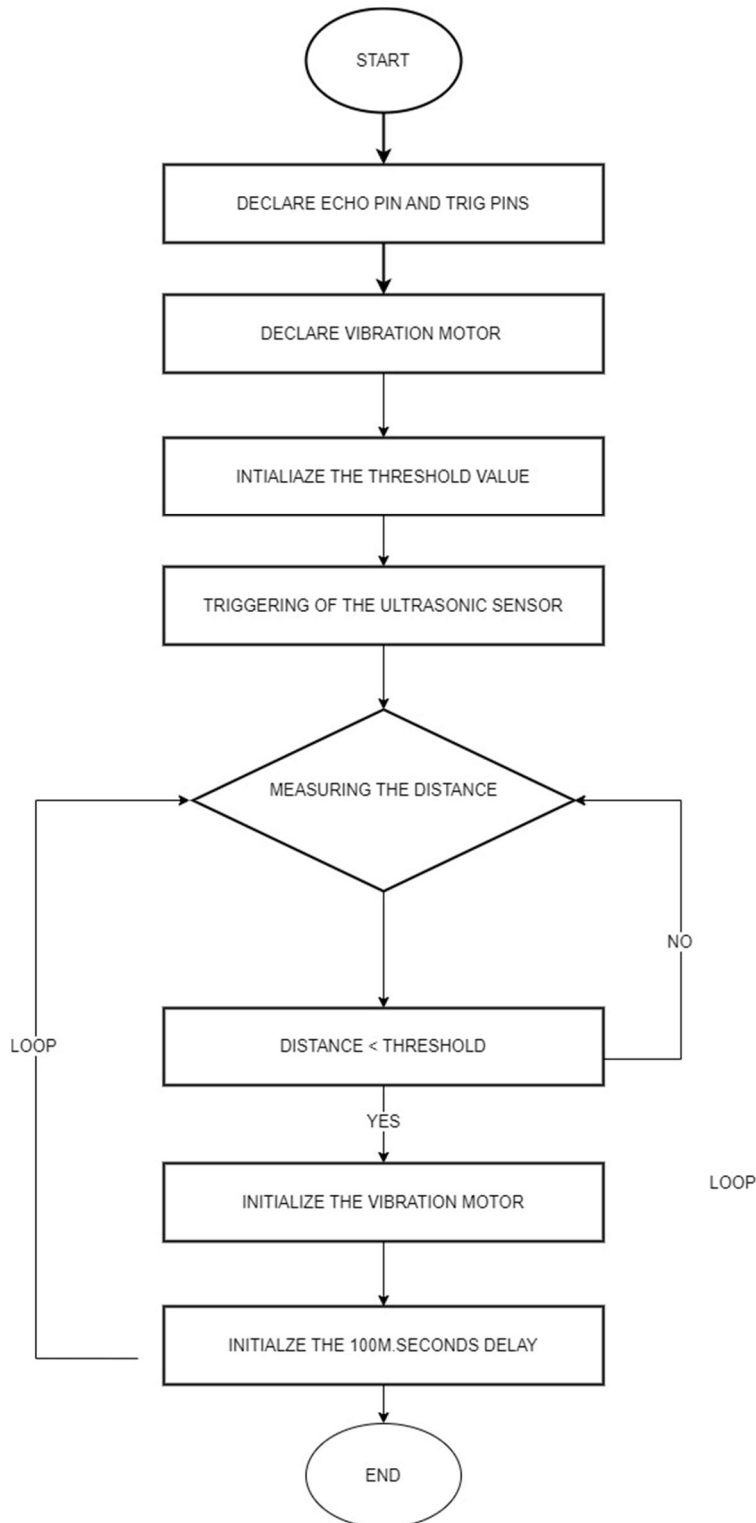 START
DECLARE ECHO PIN AND TRIG PINS
DECLARE VIBRATION MOTOR
INTIALIAZE THE THRESHOLD VALUE
TRIGGERING OF THE ULTRASONIC SENSOR
MEASURING THE DISTANCE
NO
LOOP
DISTANCE < THRESHOLD
YES
LOOP
INITIALIZE THE VIBRATION MOTOR
INITIALZE THE 100M.SECONDS DELAY
END